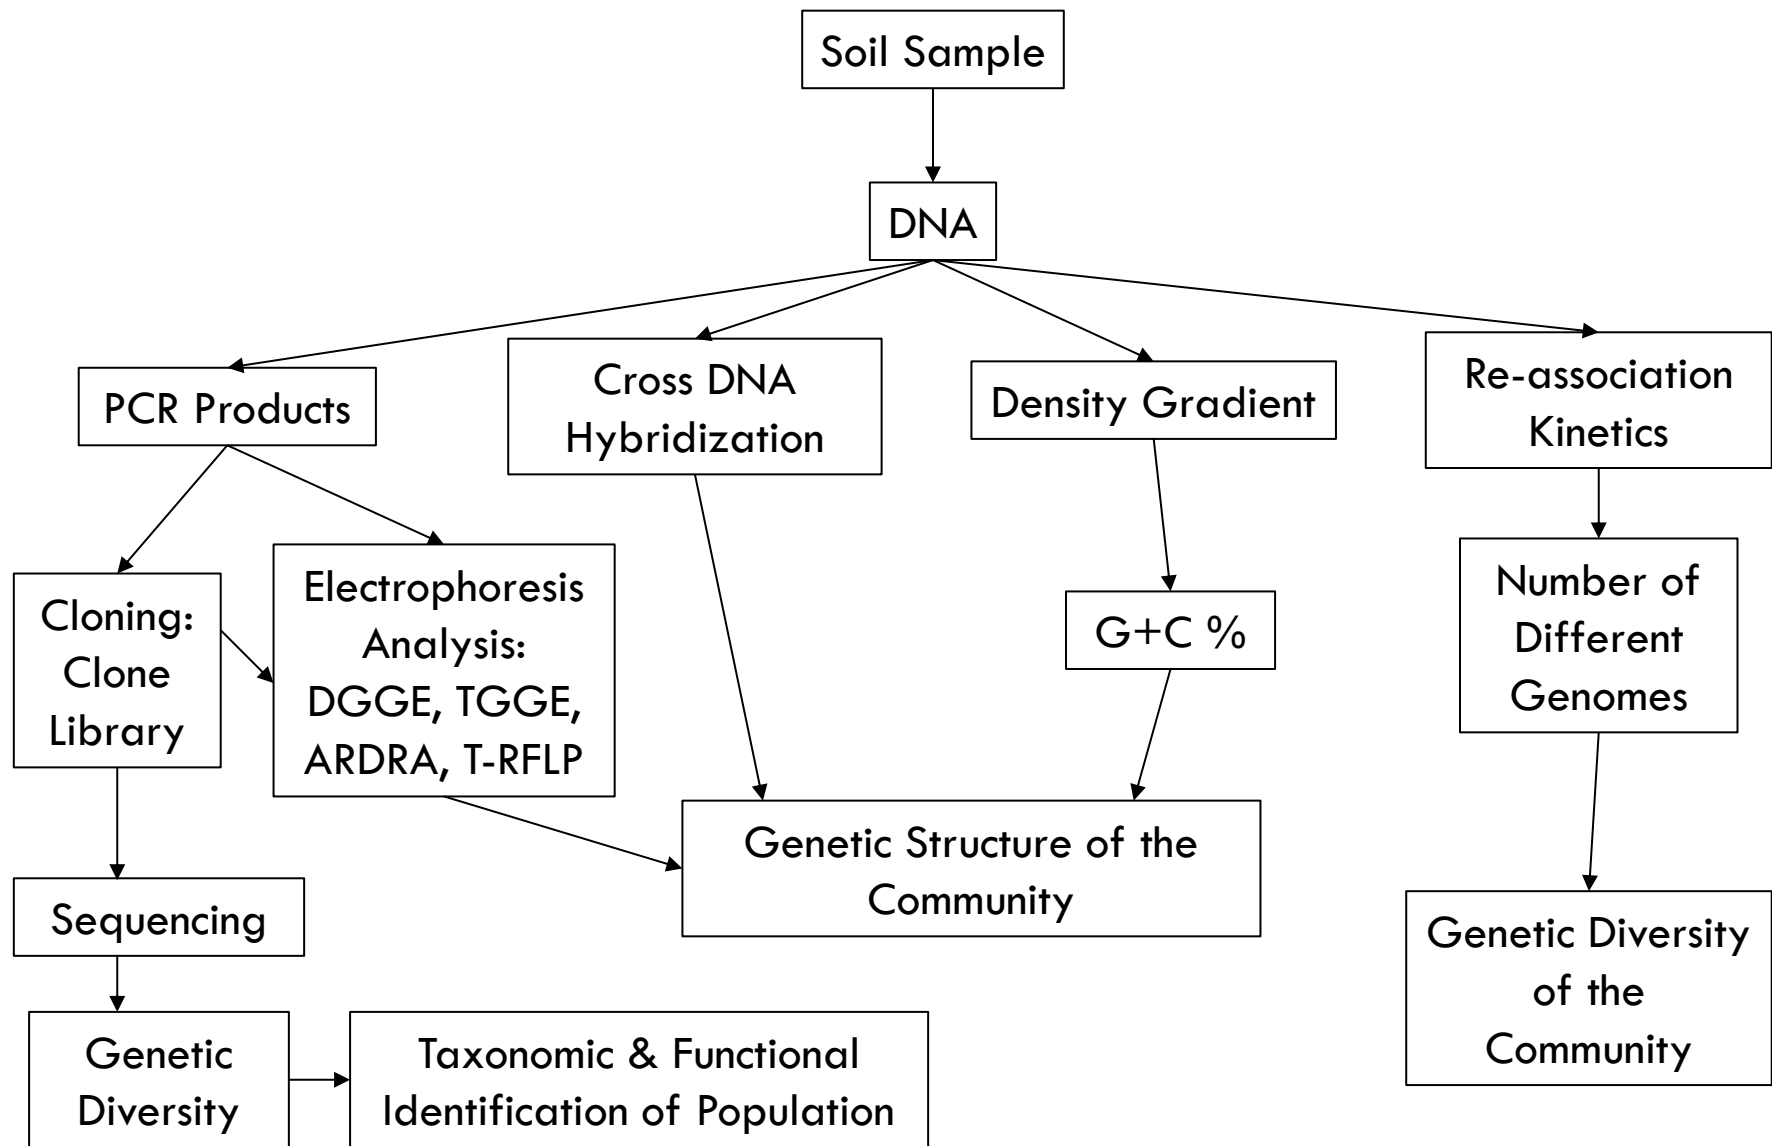 Soil Sample
DNA
PCR Products
Cross DNA
Hybridization
Density Gradient
Re-association
Kinetics
Cloning:
Clone
Library
Electrophoresis
Analysis:
DGGE, TGGE,
ARDRA, T-RFLP
G+C %
Number of
Different
Genomes
Sequencing
Genetic Structure of the
Community
Genetic Diversity
of the
Community
Genetic
Diversity
Taxonomic & Functional
Identification of Population